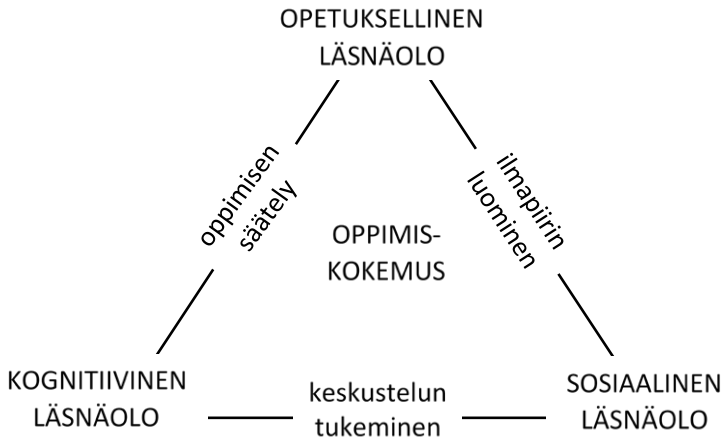 OPETUKSELLINEN
LÄSNÄOLO
oppimisen
säätely
ilmapiirin
luominen
OPPIMIS-
KOKEMUS
KOGNITIIVINEN
LÄSNÄOLO
keskustelun
tukeminen
SOSIAALINEN
LÄSNÄOLO